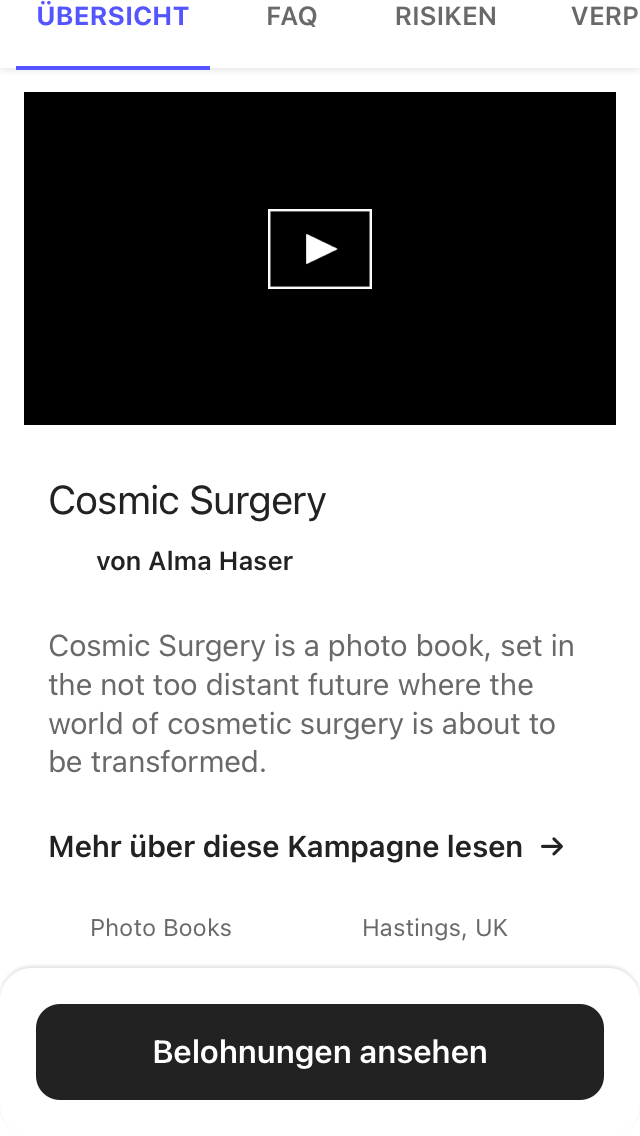 ÜBERSICHT FAQ RISIKEN VERP
Cosmic Surgery
von Alma Haser
Cosmic Surgery is a photo book, set in
the not too distant future where the
world of cosmetic surgery is about to
be transformed.
Mehr über diese Kampagne lesen →
Photo Books Hastings, UK
Belohnungen ansehen